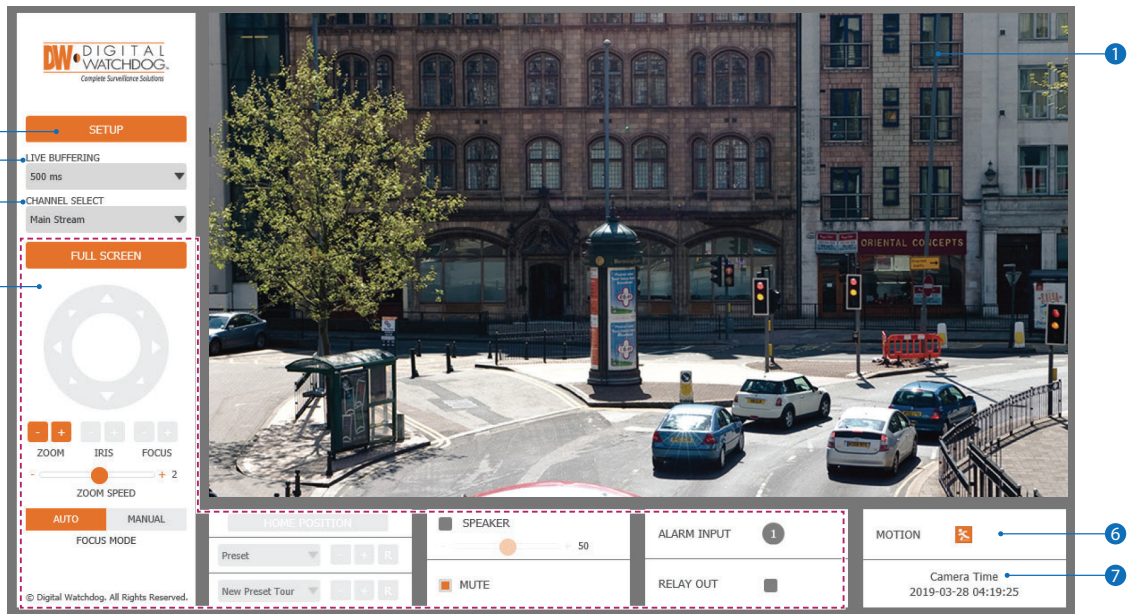 DW DIGITAL
WATCHDOG®
Complete Surveillance Solutions
SETUP
LIVE BUFFERING
500 ms
CHANNEL SELECT
Main Stream
FULL SCREEN
- + - + - +
ZOOM IRIS FOCUS
- + 2
ZOOM SPEED
AUTO MANUAL
FOCUS MODE
© Digital Watchdog. All Rights Reserved.
1
ORIENTAL CONCEPTS
HOME POSITION
Preset - + R
New Preset Tour - + R
SPEAKER
- + 50
MUTE
ALARM INPUT 1
RELAY OUT
MOTION
6
Camera Time
2019-03-28 04:19:25
7